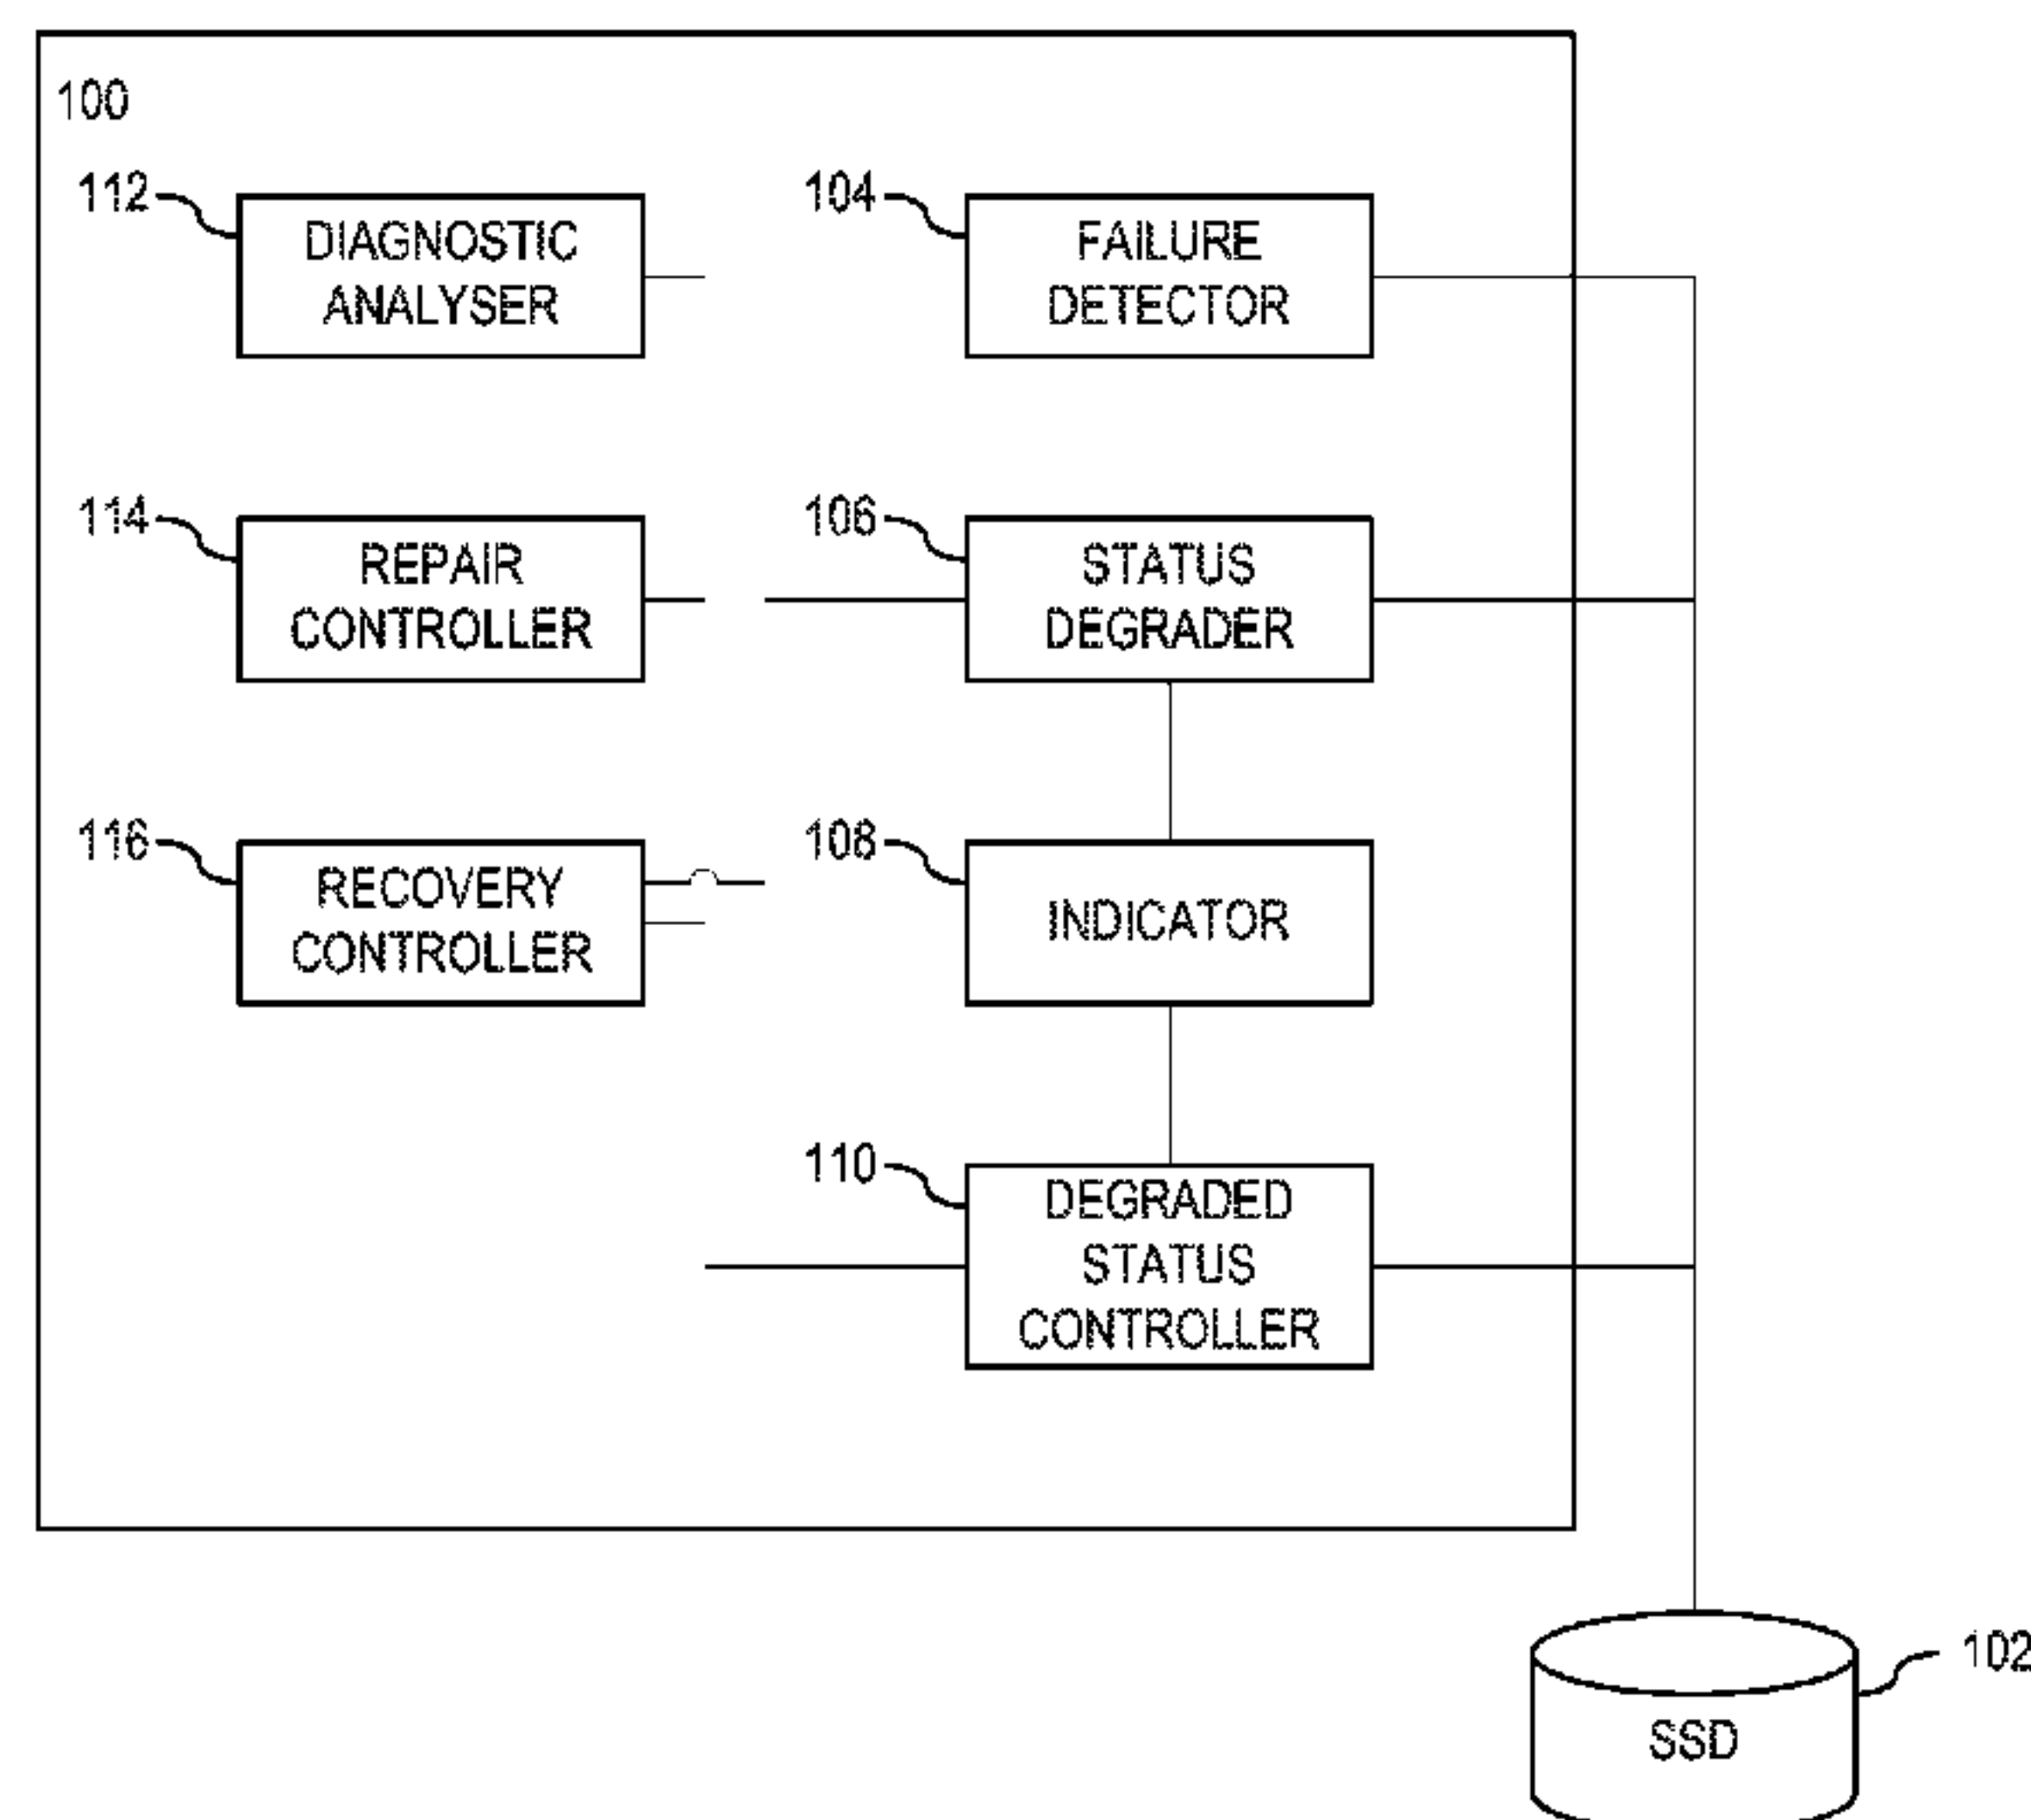 100
112
DIAGNOSTIC
ANALYSER
104
FAILURE
DETECTOR
114
REPAIR
CONTROLLER
106
STATUS
DEGRADER
116
RECOVERY
CONTROLLER
108
INDICATOR
110
DEGRADED
STATUS
CONTROLLER
102
SSD